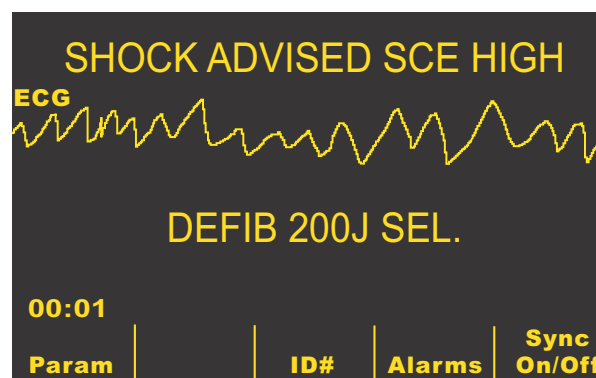 SHOCK ADVISED SCE HIGH
ECG
DEFIB 200J SEL.
00:01
Sync
Param ID# Alarms On/Off